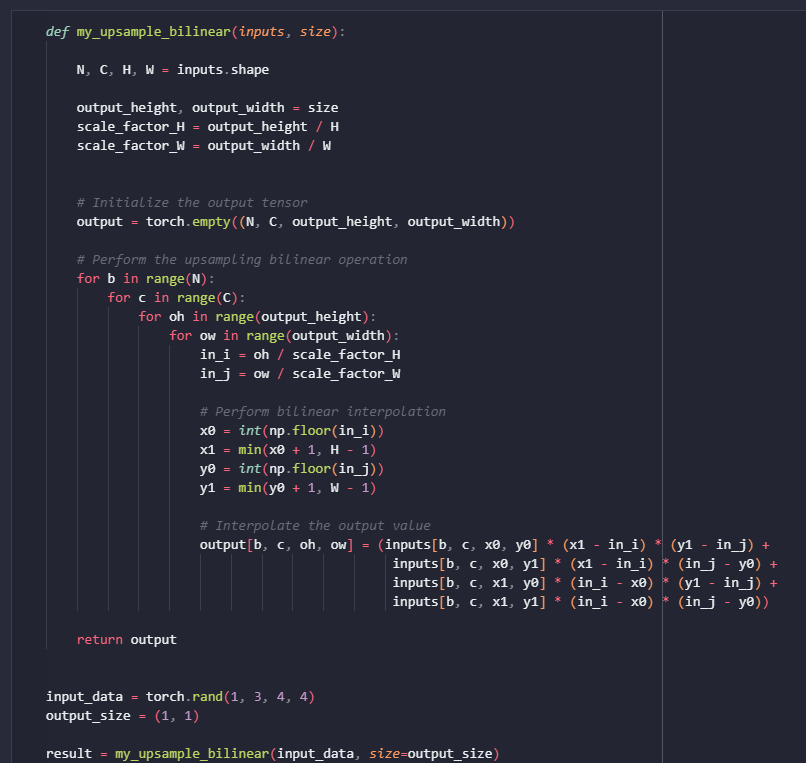 def my_upsample_bilinear(inputs, size):
N, C, H, W = inputs.shape
output_height, output_width = size
scale_factor_H = output_height / H
scale_factor_W = output_width / W
# Initialize the output tensor
output = torch.empty((N, C, output_height, output_width))
# Perform the upsampling bilinear operation
for b in range(N):
for c in range(C):
for oh in range(output_height):
for ow in range(output_width):
in_i = oh / scale_factor_H
in_j = ow / scale_factor_W
# Perform bilinear interpolation
x0 = int(np.floor(in_i))
x1 = min(x0 + 1, H - 1)
y0 = int(np.floor(in_j))
y1 = min(y0 + 1, W - 1)
# Interpolate the output value
output[b, c, oh, ow] = (inputs[b, c, x0, y0] * (x1 - in_i) * (y1 - in_j) +
inputs[b, c, x0, y1] * (x1 - in_i) * (in_j - y0) +
inputs[b, c, x1, y0] * (in_i - x0) * (y1 - in_j) +
inputs[b, c, x1, y1] * (in_i - x0) * (in_j - y0))
return output
input_data = torch.rand(1, 3, 4, 4)
output_size = (1, 1)
result = my_upsample_bilinear(input_data, size=output_size)